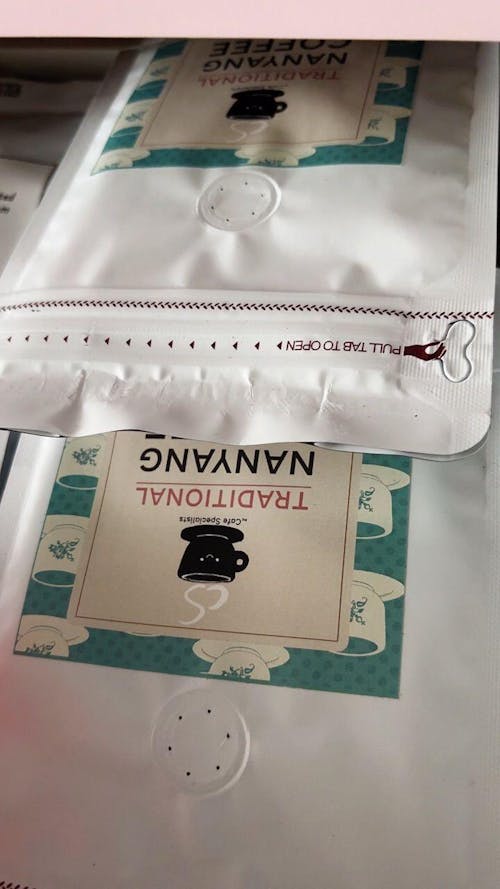 PULL TAB TO OPEN
TRADITIONAL
NANYANG
COFFEE
Cafe Specialists
TRADITIONAL
NANYANG